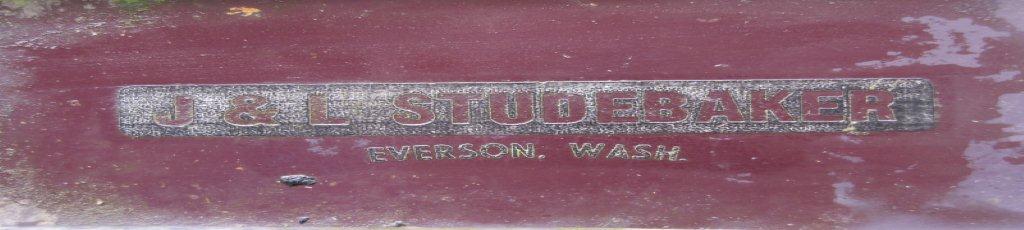 J & L STUDEBAKER
EVERSON, WASH.